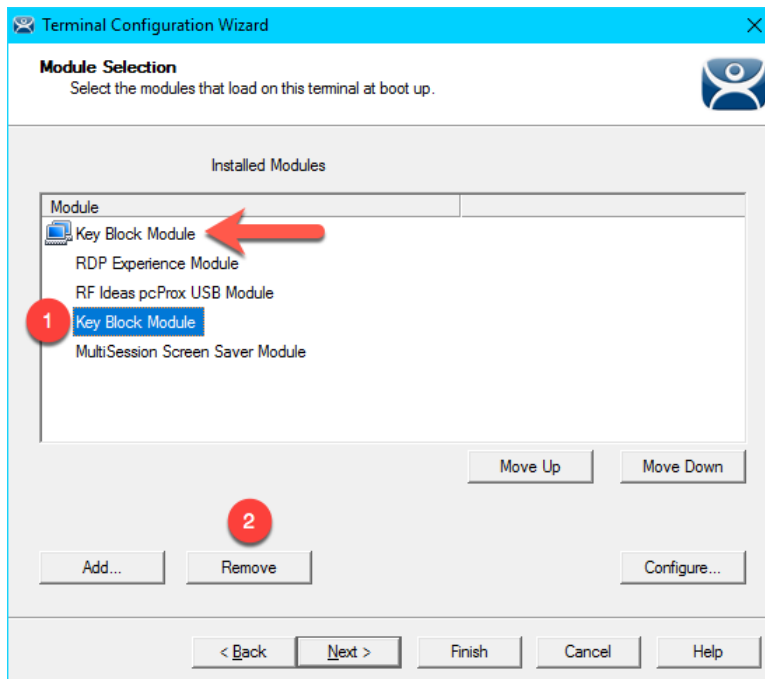 Terminal Configuration Wizard
Module Selection
Select the modules that load on this terminal at boot up.
Installed Modules
Module
Key Block Module
RDP Experience Module
RF Ideas pcProx USB Module
1 Key Block Module
MultiSession Screen Saver Module
Move Up Move Down
2
Add... Remove Configure...
< Back Next > Finish Cancel Help